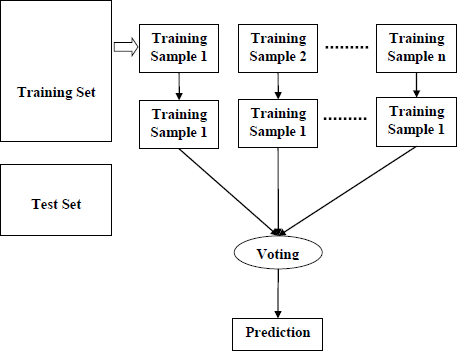 Training Set
Training
Sample 1
Training
Sample 2
..........
Training
Sample n
Training
Sample 1
Training
Sample 1
..........
Training
Sample 1
Test Set
Voting
Prediction